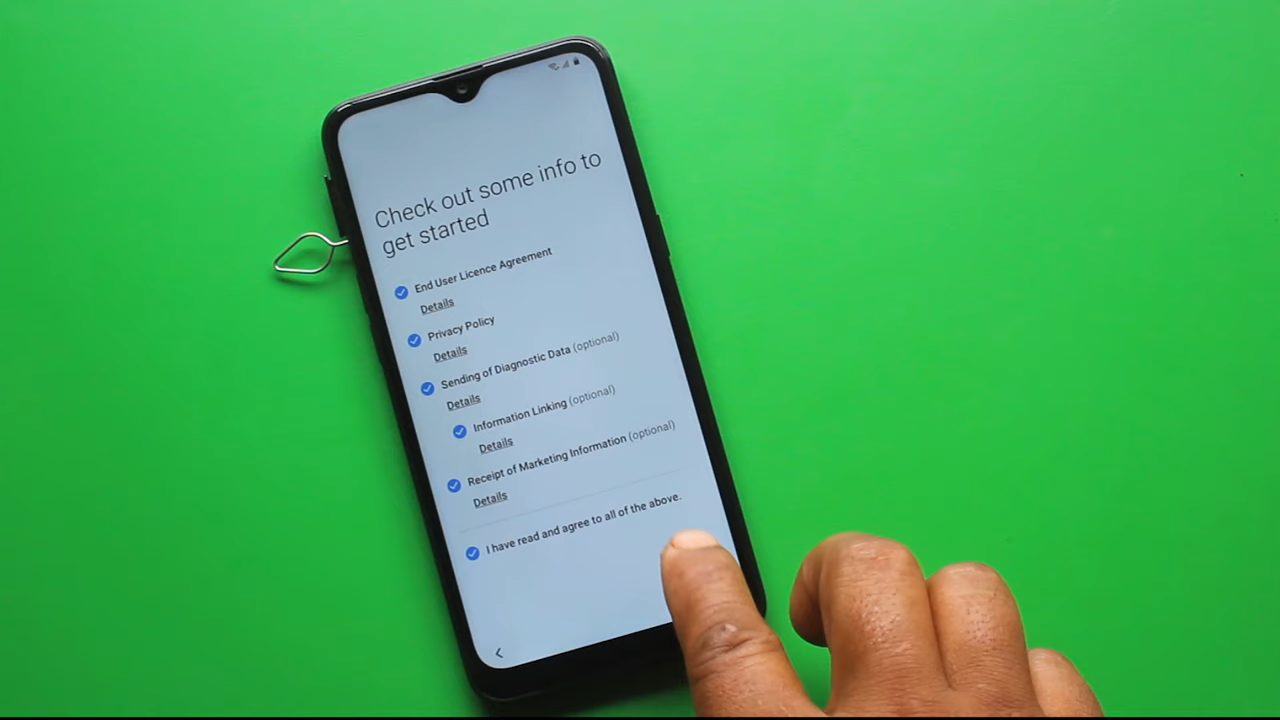 Check out some info to
get started
End User Licence Agreement
Details
Privacy Policy
Details
Sending of Diagnostic Data (optional)
Details
Information Linking (optional)
Details
Receipt of Marketing Information (optional)
Details
I have read and agree to all of the above.